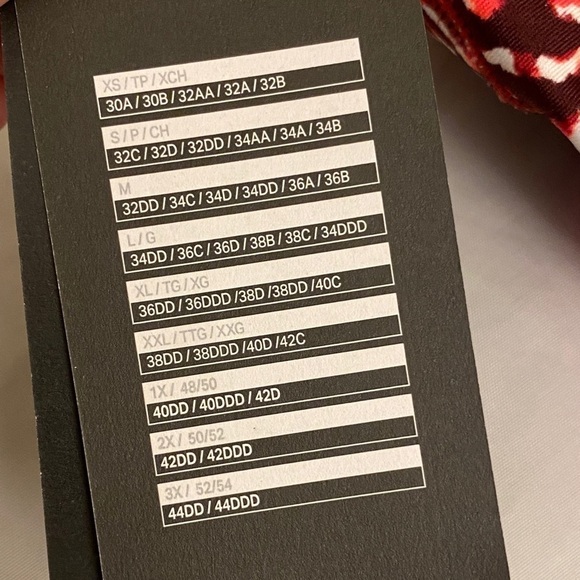 XS / TP / XCH
30A / 30B / 32AA / 32A / 32B
S / P / CH
32C / 32D / 32DD / 34AA / 34A / 34B
M
32DD / 34C / 34D / 34DD / 36A / 36B
L / G
34DD / 36C / 36D / 38B / 38C / 34DDD
XL / TG / XG
36DD / 36DDD /38D /38DD /40C
XXL / TTG / XXG
38DD / 38DDD /40D /42C
1X / 48/50
40DD / 40DDD / 42D
2X / 50/52
42DD / 42DDD
3X / 52/54
44DD / 44DDD